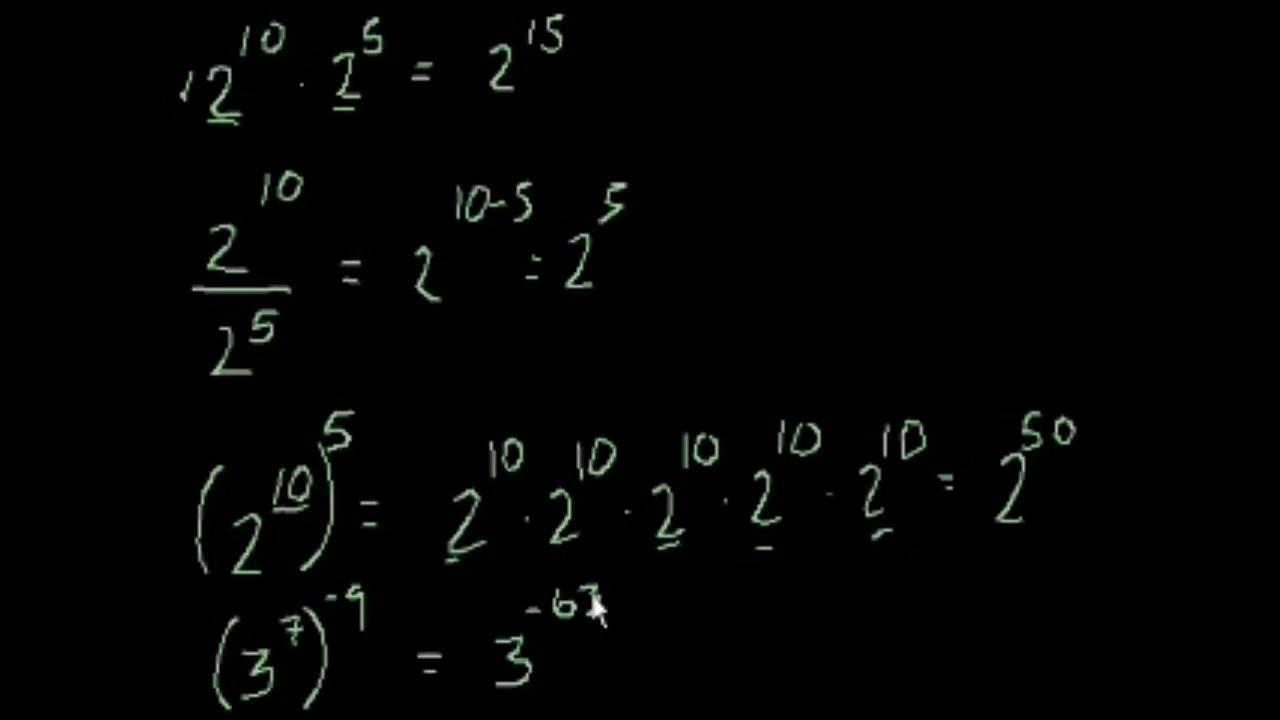 2^10 · 2^5 = 2^15
2^10 / 2^5 = 2^(10-5) = 2^5
(2^10)^5 = 2^10 · 2^10 · 2^10 · 2^10 · 2^10 = 2^50
(3^7)^-9 = 3^-63